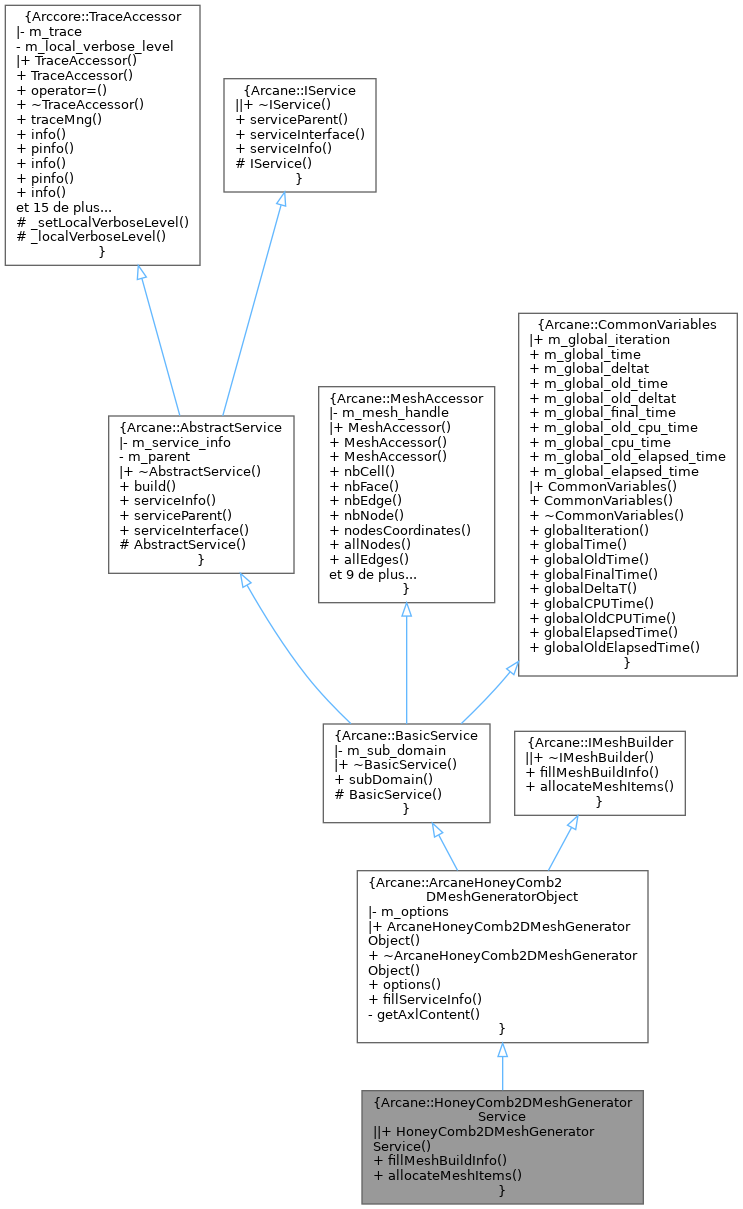 {Arccore::TraceAccessor
|- m_trace
- m_local_verbose_level
|+ TraceAccessor()
+ TraceAccessor()
+ operator=()
+ ~TraceAccessor()
+ traceMng()
+ info()
+ pinfo()
+ info()
+ pinfo()
+ info()
et 15 de plus...
# _setLocalVerboseLevel()
# _localVerboseLevel()
}
{Arcane::IService
||+ ~IService()
+ serviceParent()
+ serviceInterface()
+ serviceInfo()
# IService()
}
{Arcane::CommonVariables
|+ m_global_iteration
+ m_global_time
+ m_global_deltat
+ m_global_old_time
+ m_global_old_deltat
+ m_global_final_time
+ m_global_old_cpu_time
+ m_global_cpu_time
+ m_global_old_elapsed_time
+ m_global_elapsed_time
|+ CommonVariables()
+ CommonVariables()
+ ~CommonVariables()
+ globalIteration()
+ globalTime()
+ globalOldTime()
+ globalFinalTime()
+ globalDeltaT()
+ globalCPUTime()
+ globalOldCPUTime()
+ globalElapsedTime()
+ globalOldElapsedTime()
}
{Arcane::MeshAccessor
|- m_mesh_handle
|+ MeshAccessor()
+ MeshAccessor()
+ MeshAccessor()
+ nbCell()
+ nbFace()
+ nbEdge()
+ nbNode()
+ nodesCoordinates()
+ allNodes()
+ allEdges()
et 9 de plus...
}
{Arcane::AbstractService
|- m_service_info
- m_parent
|+ ~AbstractService()
+ build()
+ serviceInfo()
+ serviceParent()
+ serviceInterface()
# AbstractService()
}
{Arcane::BasicService
|- m_sub_domain
|+ ~BasicService()
+ subDomain()
# BasicService()
}
{Arcane::IMeshBuilder
||+ ~IMeshBuilder()
+ fillMeshBuildInfo()
+ allocateMeshItems()
}
{Arcane::ArcaneHoneyComb2
DMeshGeneratorObject
|- m_options
|+ ArcaneHoneyComb2DMeshGenerator
Object()
+ ~ArcaneHoneyComb2DMeshGenerator
Object()
+ options()
+ fillServiceInfo()
- getAxlContent()
}
{Arcane::HoneyComb2DMeshGenerator
Service
||+ HoneyComb2DMeshGenerator
Service()
+ fillMeshBuildInfo()
+ allocateMeshItems()
}